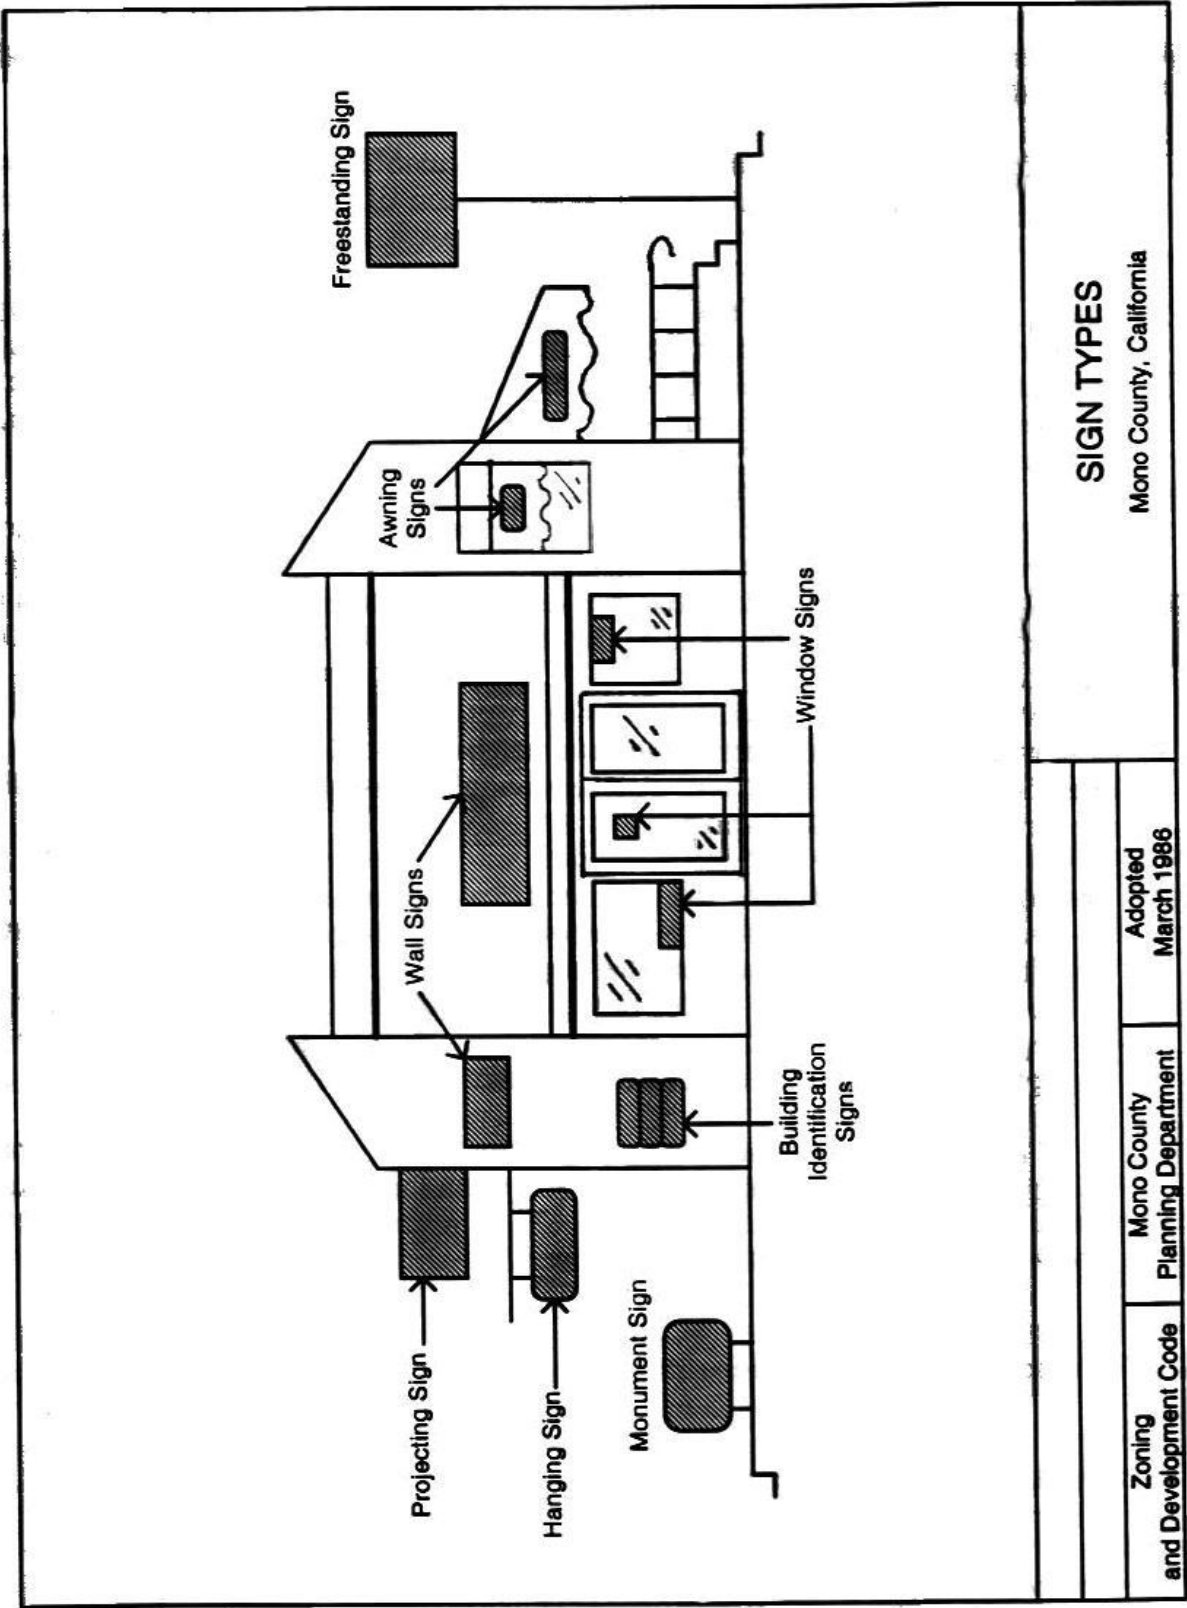 Freestanding Sign
Awning
Signs
Wall Signs
Projecting Sign
Hanging Sign
Monument Sign
Building
Identification
Signs
Window Signs
Zoning
and Development Code
Mono County
Planning Department
Adopted
March 1986
SIGN TYPES
Mono County, California